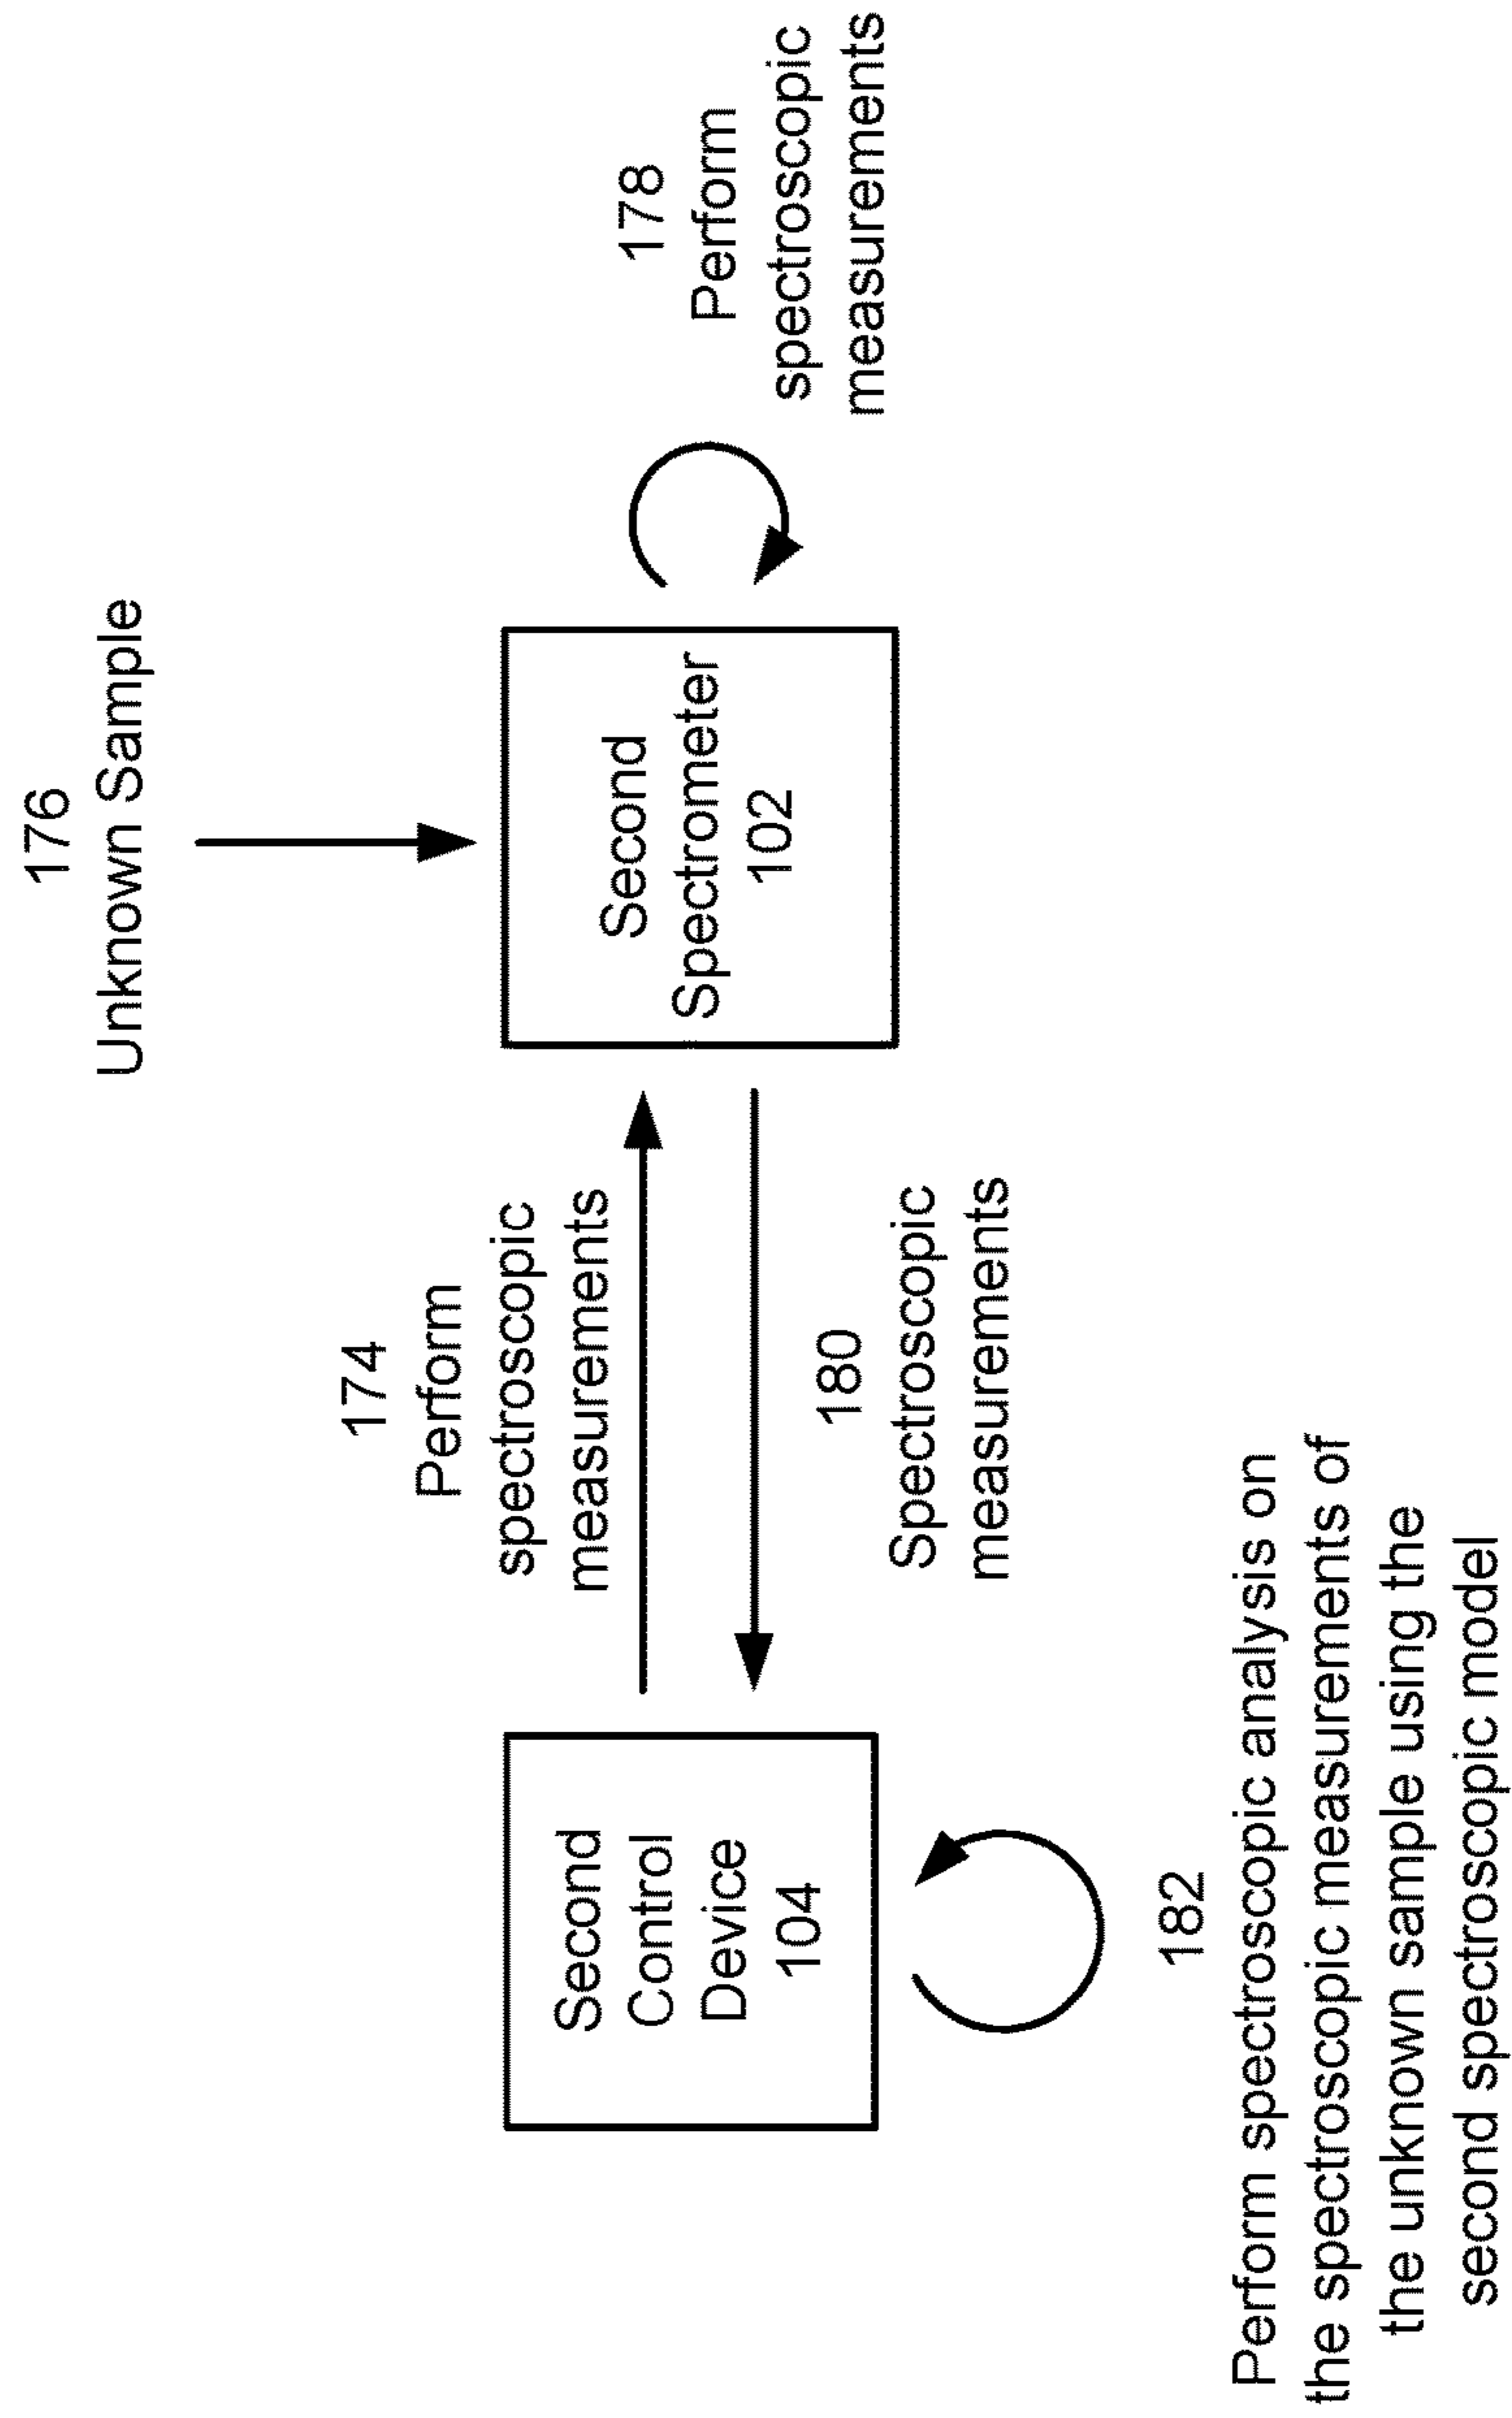 176
Unknown Sample
174
Perform
spectroscopic
measurements
178
Perform
spectroscopic
measurements
Second
Control
Device
104
Second
Spectrometer
102
180
Spectroscopic
measurements
182
Perform spectroscopic analysis on
the spectroscopic measurements of
the unknown sample using the
second spectroscopic model